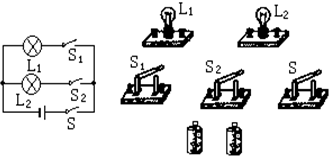 L₁ L₂
S₁
L₁ S₁ S₂ S
S₂
L₂ S